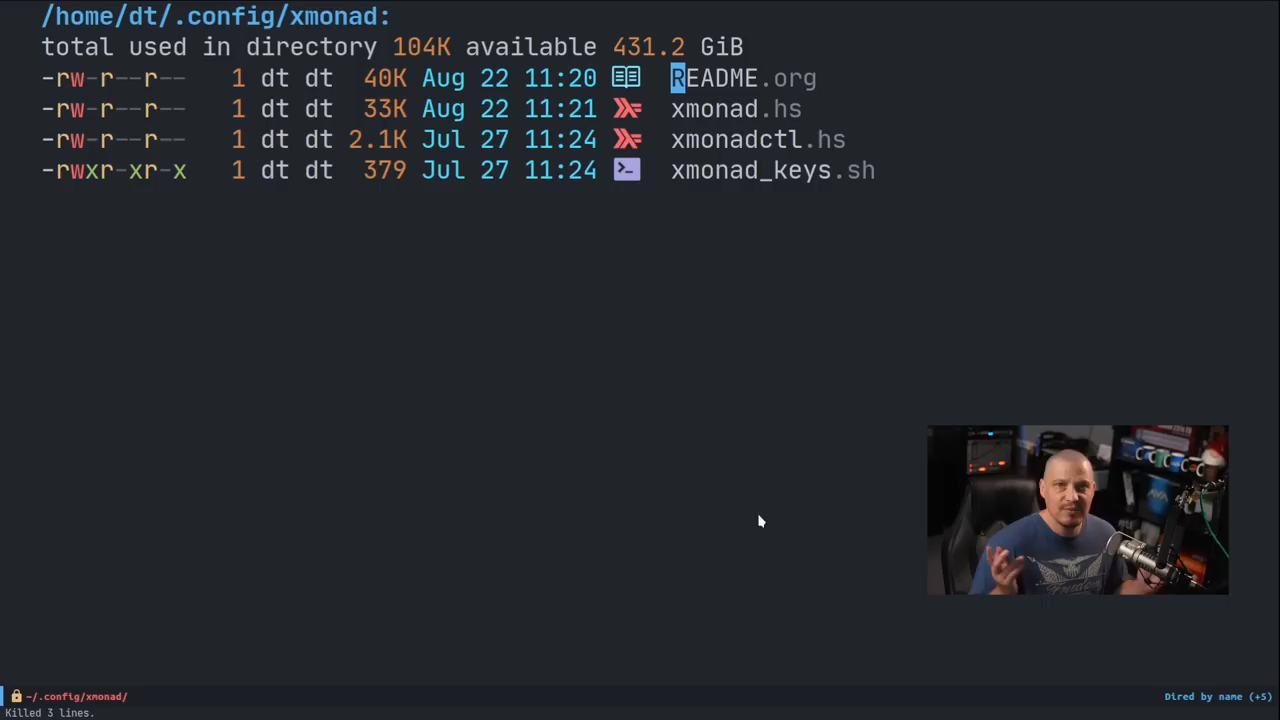 /home/dt/.config/xmonad:
total used in directory 104K available 431.2 GiB
-rw-r--r-- 1 dt dt 40K Aug 22 11:20 README.org
-rw-r--r-- 1 dt dt 33K Aug 22 11:21 xmonad.hs
-rw-r--r-- 1 dt dt 2.1K Jul 27 11:24 xmonadctl.hs
-rwxr-xr-x 1 dt dt 379 Jul 27 11:24 xmonad_keys.sh
~/.config/xmonad/ Dired by name (+5)
Killed 3 lines.